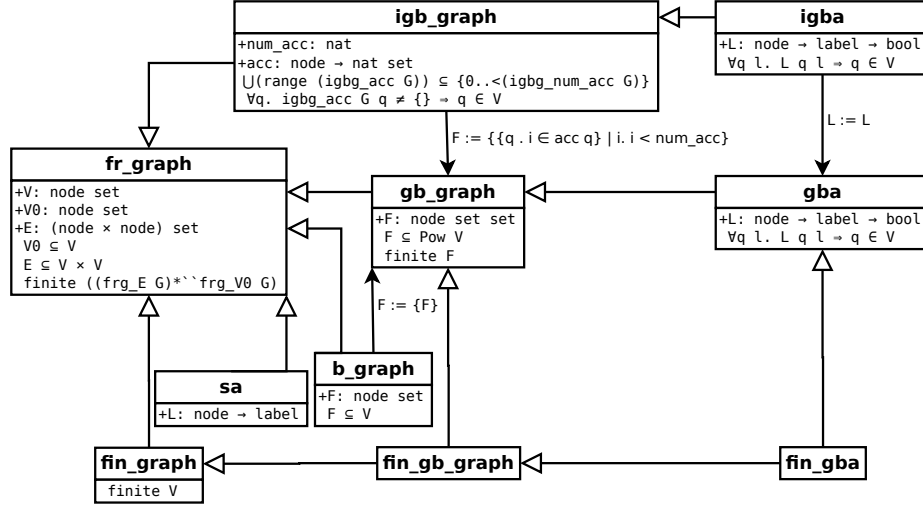 igb_graph
+num_acc: nat
+acc: node → nat set
⋃(range (igbg_acc G)) ⊆ {0..<(igbg_num_acc G)}
∀q. igbg_acc G q ≠ {} ⇒ q ∈ V
igba
+L: node → label → bool
∀q l. L q l ⇒ q ∈ V
F := {{q . i ∈ acc q} | i. i < num_acc}
L := L
fr_graph
+V: node set
+V0: node set
+E: (node × node) set
V0 ⊆ V
E ⊆ V × V
finite ((frg_E G)*``frg_V0 G)
gb_graph
+F: node set set
F ⊆ Pow V
finite F
gba
+L: node → label → bool
∀q l. L q l ⇒ q ∈ V
F := {F}
sa
+L: node → label
b_graph
+F: node set
F ⊆ V
fin_graph
finite V
fin_gb_graph
fin_gba